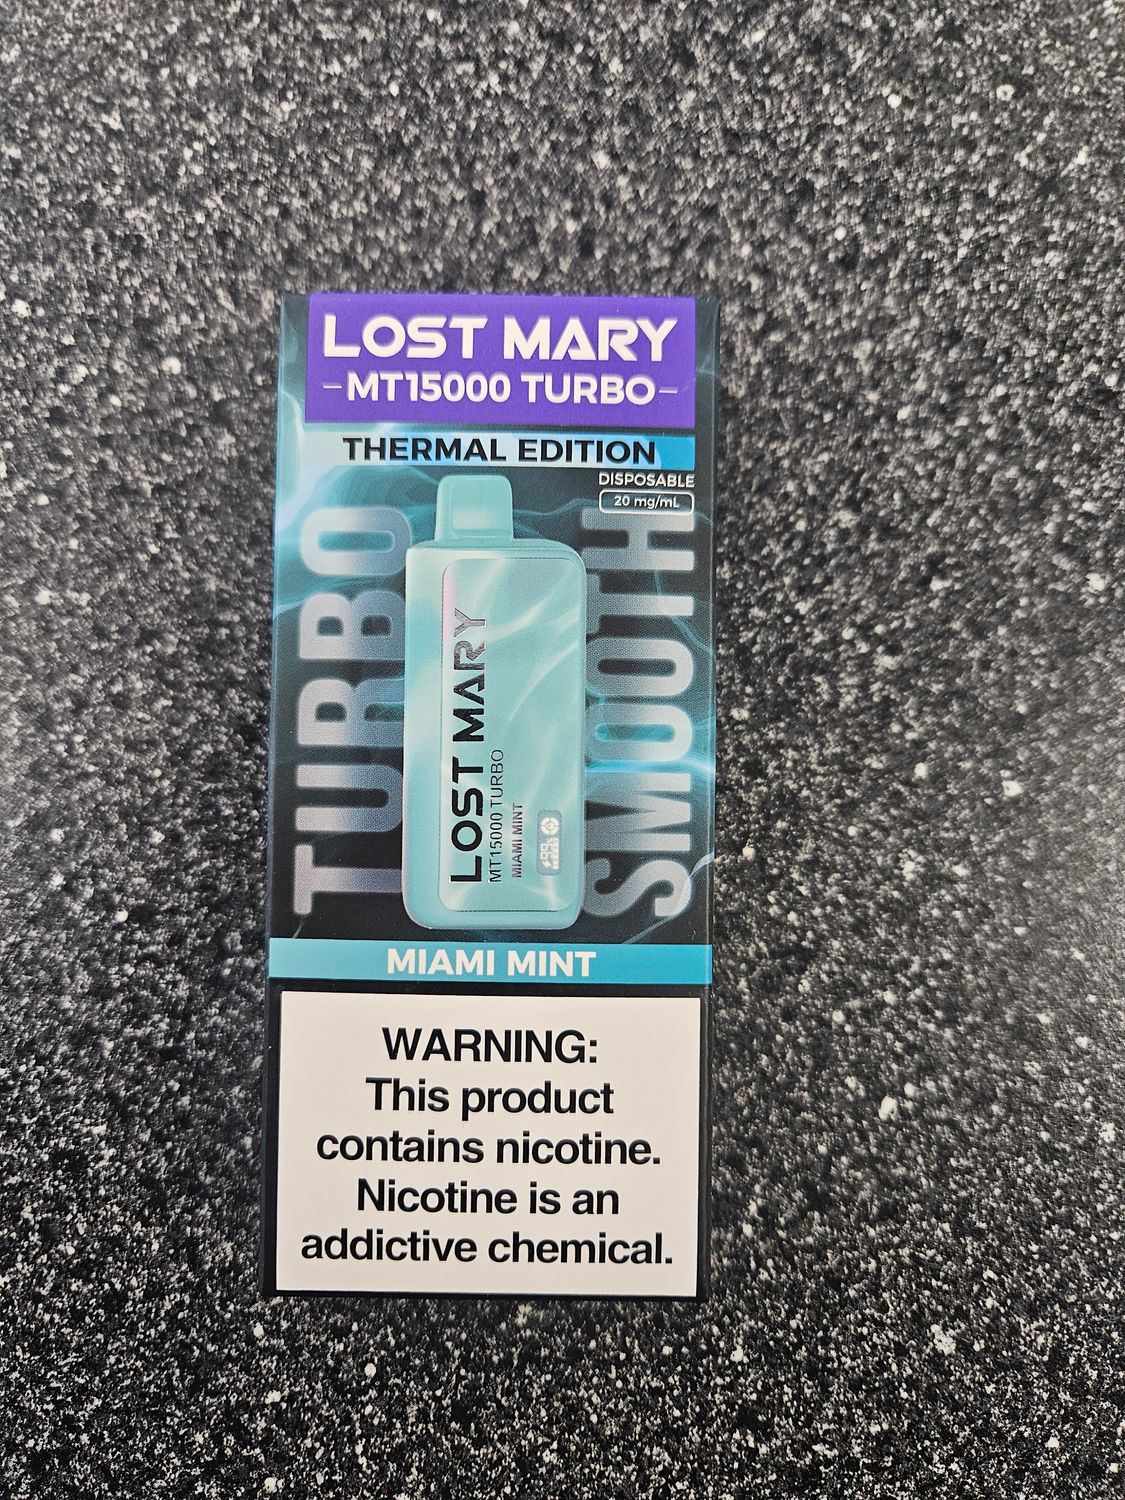 LOST MARY
-MT15000 TURBO-
THERMAL EDITION
DISPOSABLE
20 mg/mL
TURBO
SMOOTH
LOST MARY
MT15000 TURBO
MIAMI MINT
MIAMI MINT
WARNING:
This product
contains nicotine.
Nicotine is an
addictive chemical.